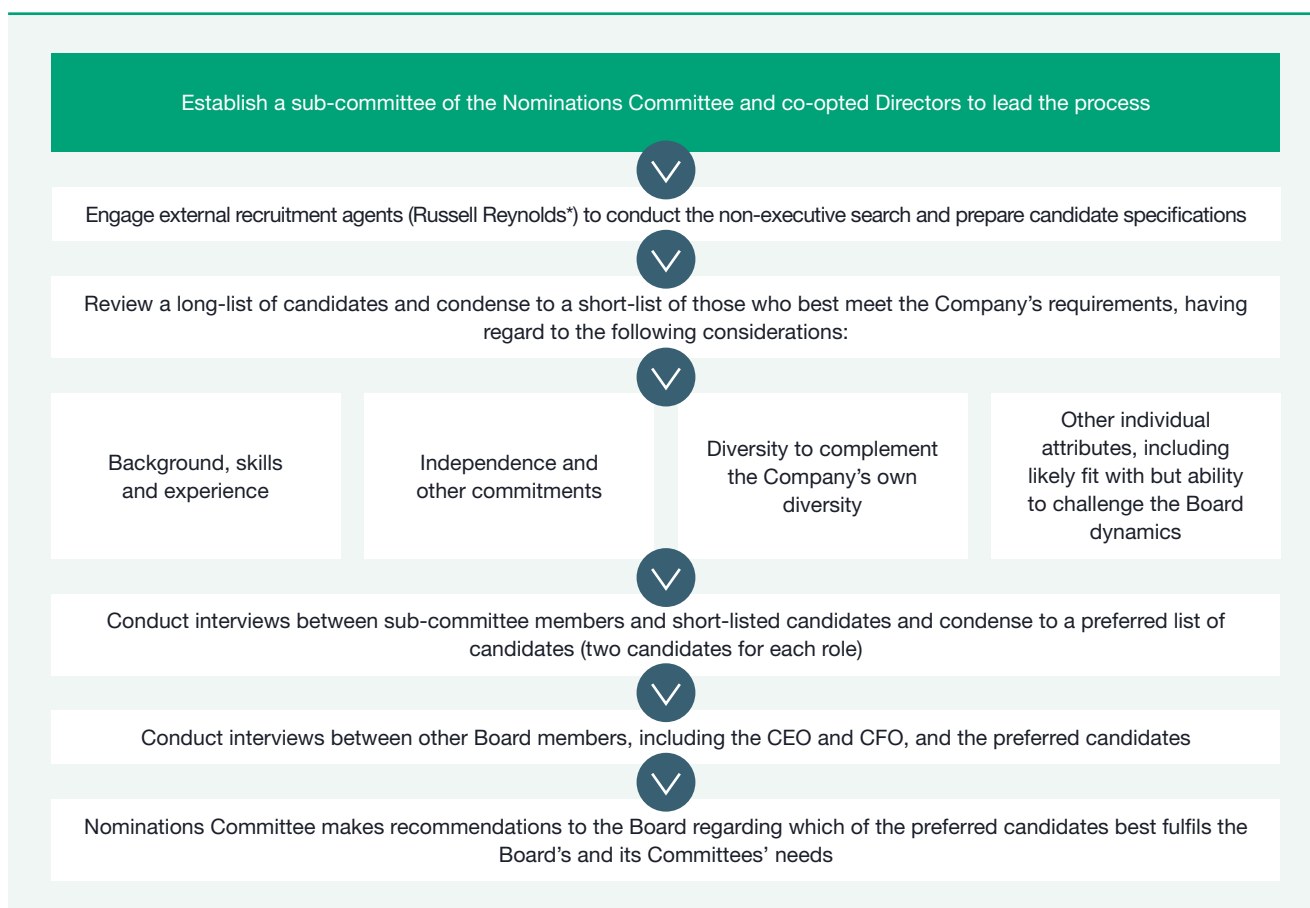 Establish a sub-committee of the Nominations Committee and co-opted Directors to lead the process
Engage external recruitment agents (Russell Reynolds*) to conduct the non-executive search and prepare candidate specifications
Review a long-list of candidates and condense to a short-list of those who best meet the Company’s requirements, having
regard to the following considerations:
Background, skills
and experience
Independence and
other commitments
Diversity to complement
the Company’s own
diversity
Other individual
attributes, including
likely fit with but ability
to challenge the Board
dynamics
Conduct interviews between sub-committee members and short-listed candidates and condense to a preferred list of
candidates (two candidates for each role)
Conduct interviews between other Board members, including the CEO and CFO, and the preferred candidates
Nominations Committee makes recommendations to the Board regarding which of the preferred candidates best fulfils the
Board’s and its Committees’ needs